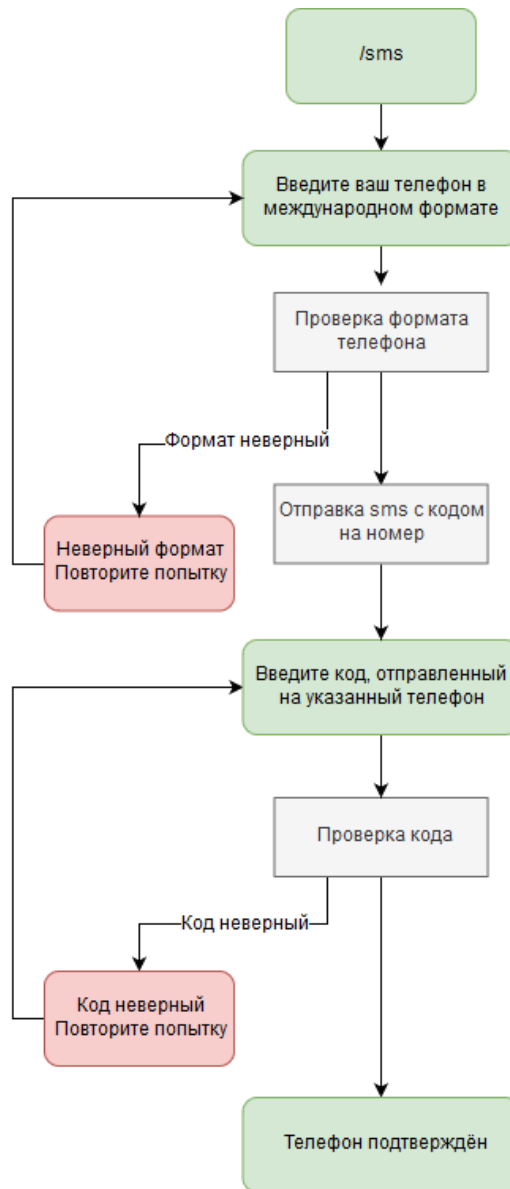 /sms
Введите ваш телефон в
международном формате
Проверка формата
телефона
Формат неверный
Отправка sms с кодом
на номер
Неверный формат
Повторите попытку
Введите код, отправленный
на указанный телефон
Проверка кода
Код неверный
Код неверный
Повторите попытку
Телефон подтверждён